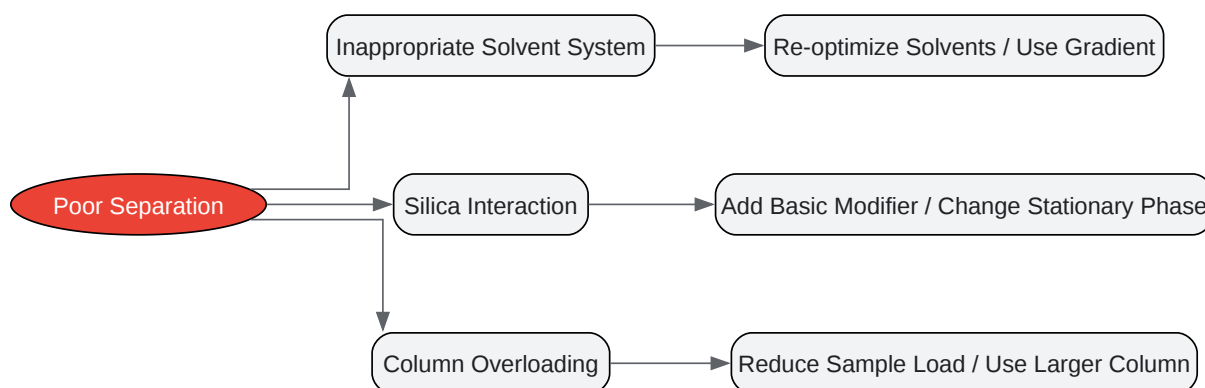 Inappropriate Solvent System
Re-optimize Solvents / Use Gradient
Poor Separation
Silica Interaction
Add Basic Modifier / Change Stationary Phase
Column Overloading
Reduce Sample Load / Use Larger Column